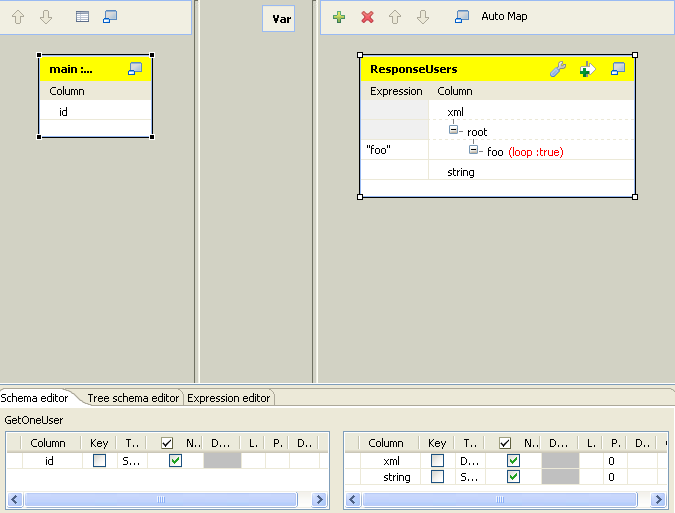 Auto Map
Var
main :...
Column
id
ResponseUsers
Expression Column
xml
root
"foo" foo (loop :true)
string
Schema editor Tree schema editor Expression editor
GetOneUser
Column Key T... N... D... L. P. D...
id S...
Column Key T... N... D... L. P. D...
xml D... 0
string S... 0